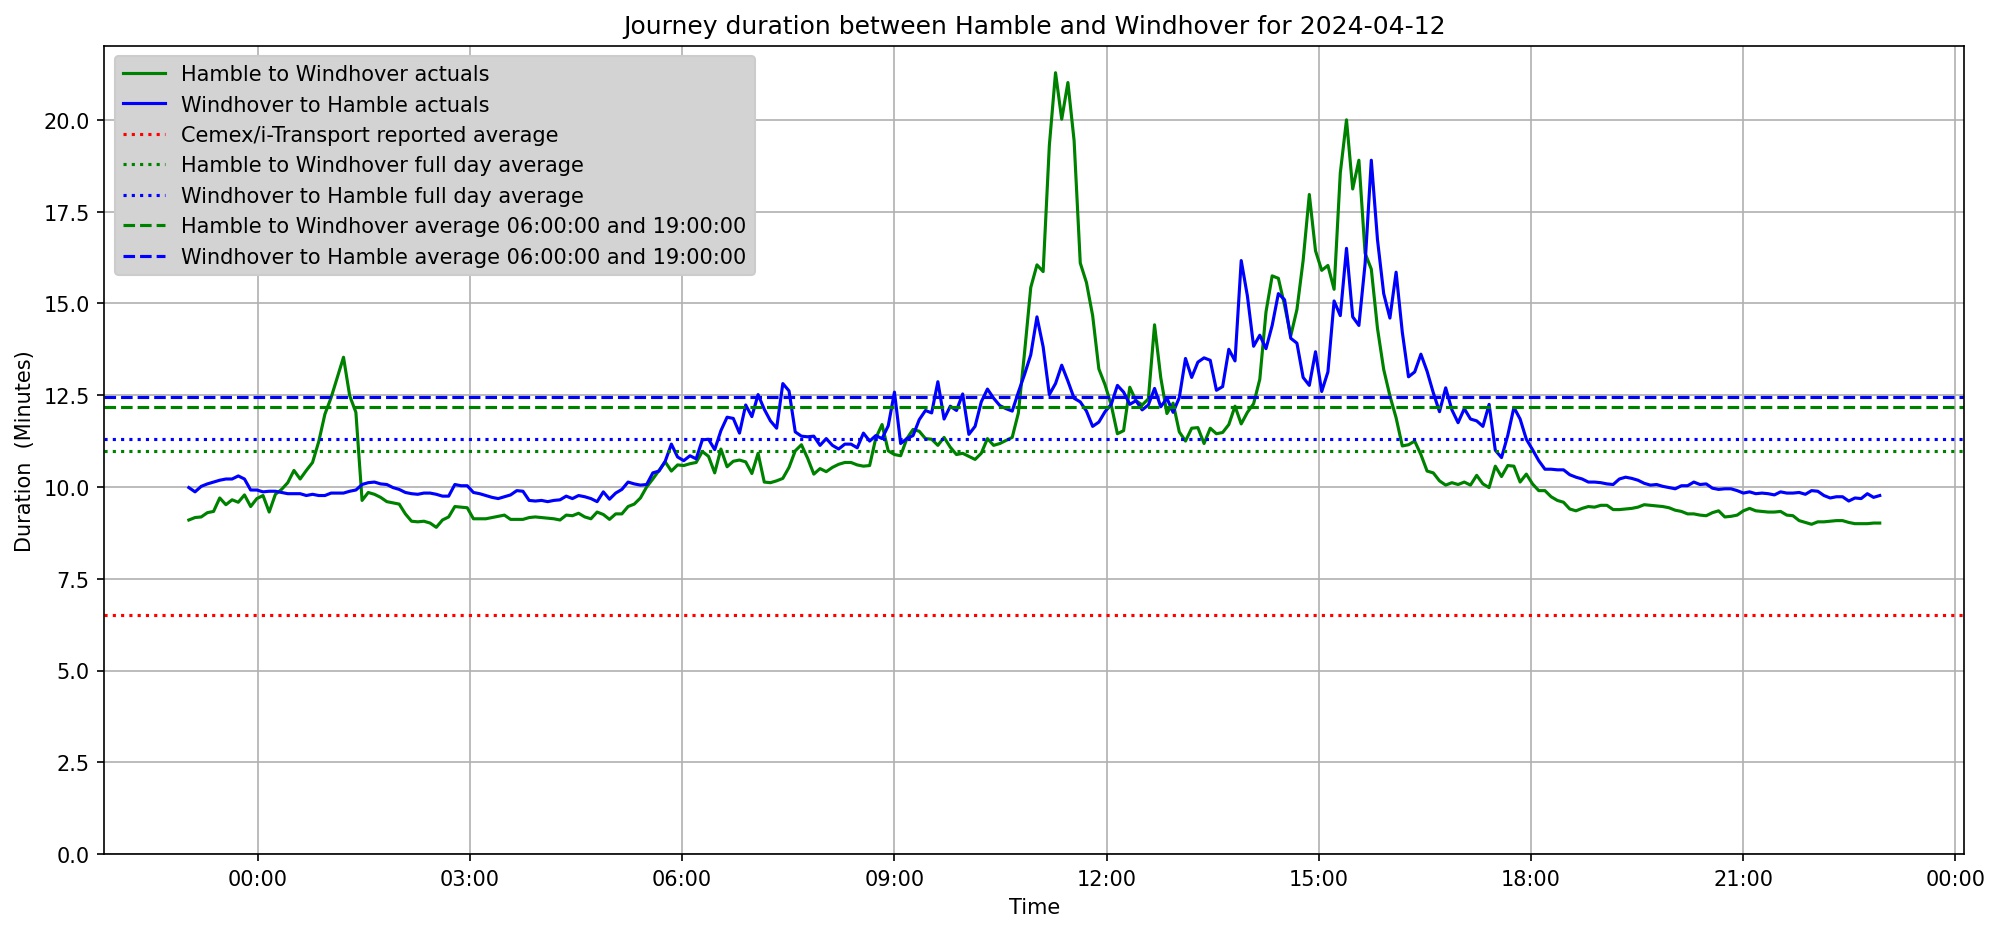 Journey duration between Hamble and Windhover for 2024-04-12
Hamble to Windhover actuals
Windhover to Hamble actuals
Cemex/i-Transport reported average
Hamble to Windhover full day average
Windhover to Hamble full day average
Hamble to Windhover average 06:00:00 and 19:00:00
Windhover to Hamble average 06:00:00 and 19:00:00
Duration  (Minutes)
20.0
17.5
15.0
12.5
10.0
7.5
5.0
2.5
0.0
00:00 03:00 06:00 09:00 12:00 15:00 18:00 21:00 00:00
Time